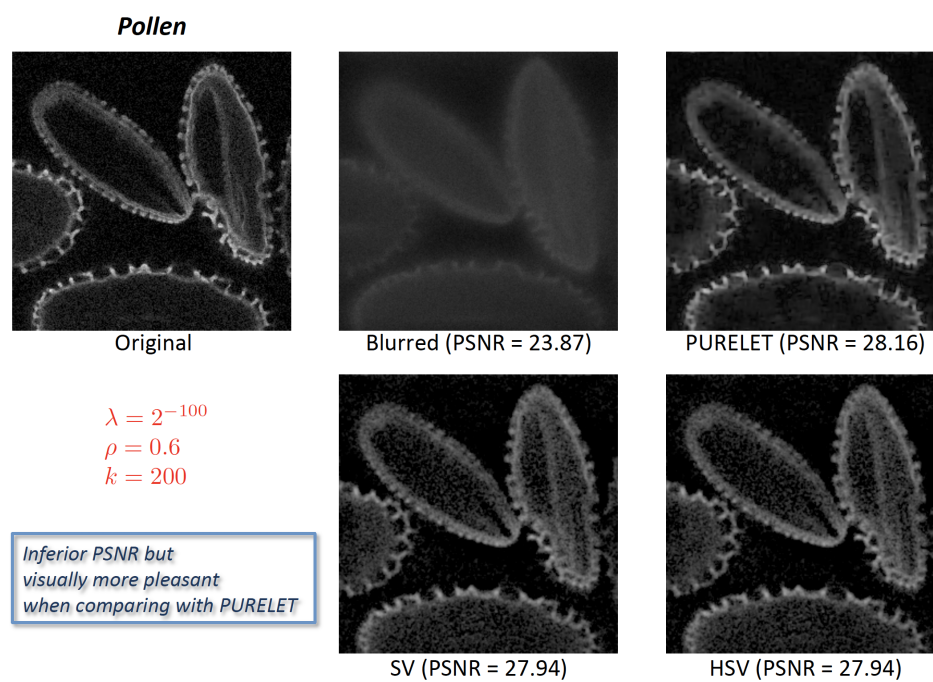 Pollen
Original
Blurred (PSNR = 23.87)
PURELET (PSNR = 28.16)
λ = 2^{-100}
ρ = 0.6
k = 200
Inferior PSNR but
visually more pleasant
when comparing with PURELET
SV (PSNR = 27.94)
HSV (PSNR = 27.94)